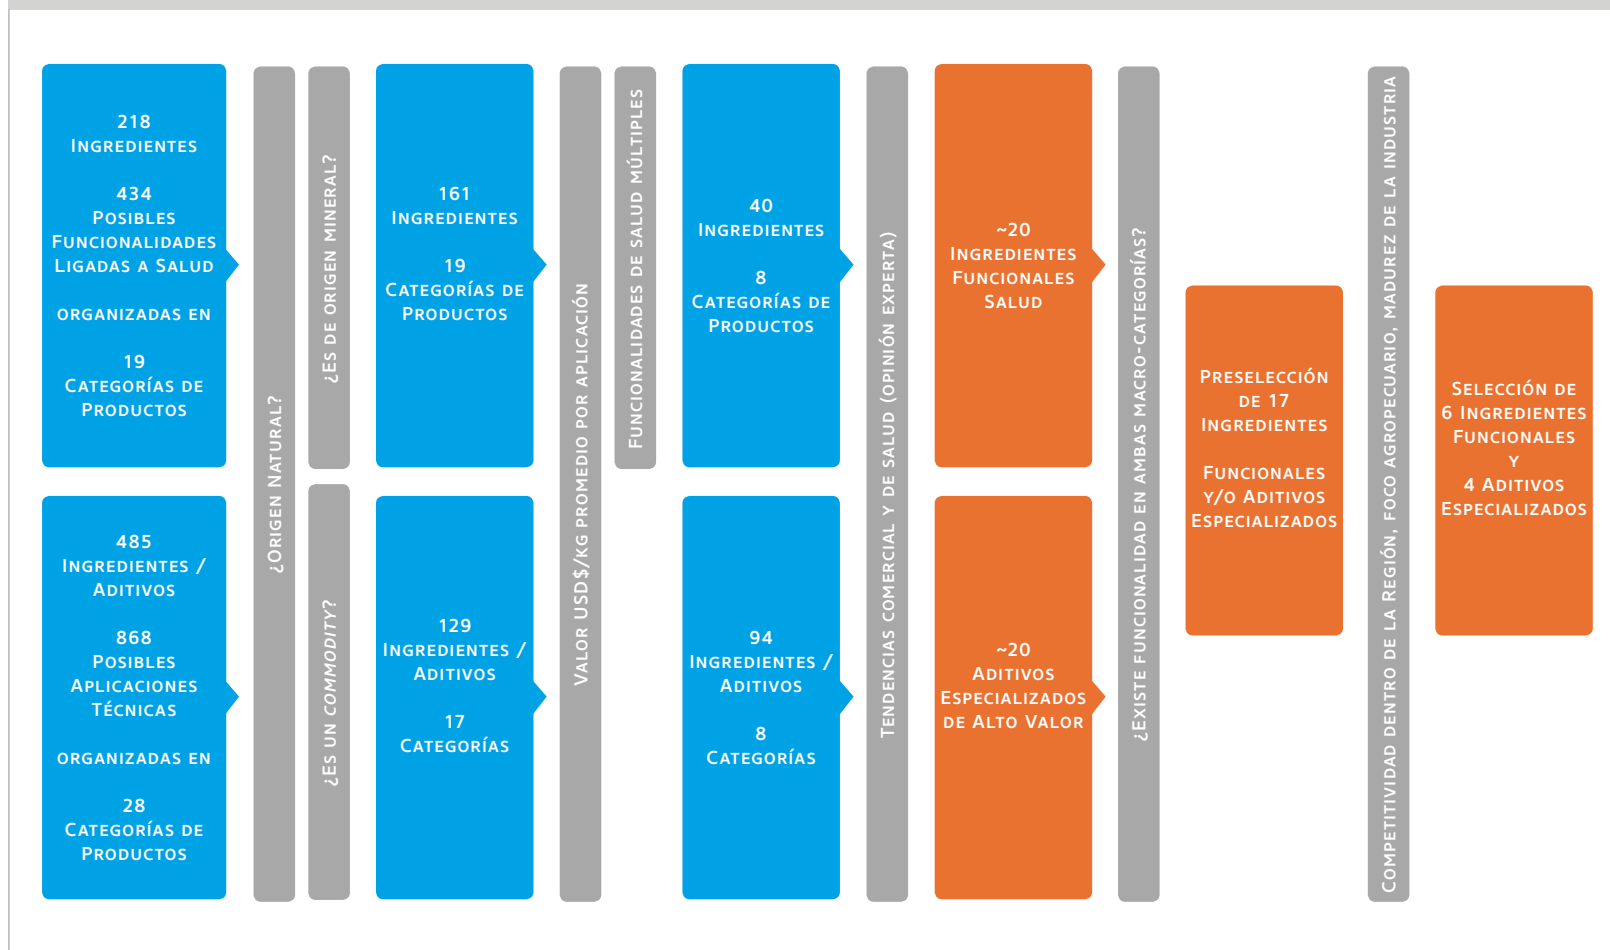 218
Ingredientes
434
Posibles
Funcionalidades
Ligadas a Salud
organizadas en
19
Categorías de
Productos
485
Ingredientes /
Aditivos
868
Posibles
Aplicaciones
Técnicas
organizadas en
28
Categorías de
Productos
¿Origen Natural?
¿Es de origen mineral?
¿Es un commodity?
161
Ingredientes
19
Categorías de
Productos
129
Ingredientes /
Aditivos
17
Categorías
Valor USD$/kg promedio por aplicación
Funcionalidades de salud múltiples
40
Ingredientes
8
Categorías de
Productos
94
Ingredientes /
Aditivos
8
Categorías
Tendencias comercial y de salud (opinión experta)
~20
Ingredientes
Funcionales
Salud
~20
Aditivos
Especializados
de Alto Valor
¿Existe funcionalidad en ambas macro-categorías?
Preselección
de 17
Ingredientes
Funcionales
y/o Aditivos
Especializados
Competitividad dentro de la Región, foco agropecuario, madurez de la industria
Selección de
6 Ingredientes
Funcionales
y
4 Aditivos
Especializados